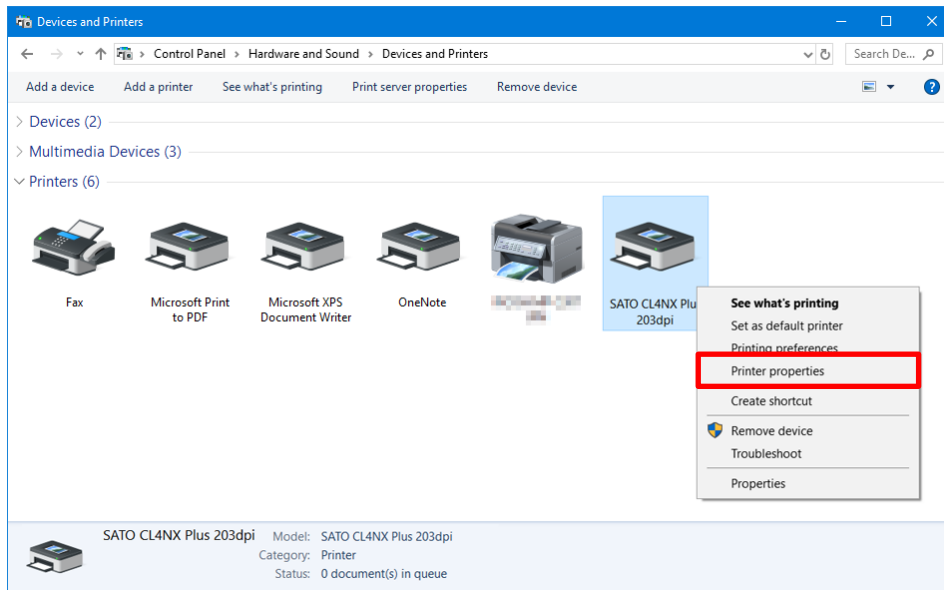 Devices and Printers
Control Panel > Hardware and Sound > Devices and Printers
Search De...
Add a device Add a printer See what's printing Print server properties Remove device
Devices (2)
Multimedia Devices (3)
Printers (6)
Fax
Microsoft Print
to PDF
Microsoft XPS
Document Writer
OneNote
SATO CL4NX Plu
203dpi
See what's printing
Set as default printer
Printing preferences
Printer properties
Create shortcut
Remove device
Troubleshoot
Properties
SATO CL4NX Plus 203dpi Model: SATO CL4NX Plus 203dpi
Category: Printer
Status: 0 document(s) in queue